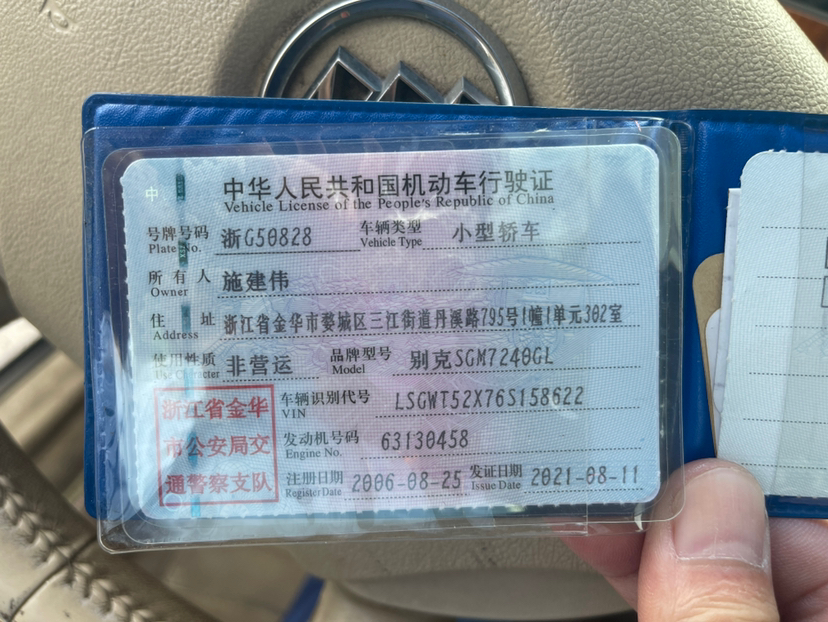 中
中华人民共和国机动车行驶证
Vehicle License of the People's Republic of China
号牌号码 浙G50828 车辆类型 小型轿车
Plate No. Vehicle Type
所有人 施建伟
Owner
住址 浙江省金华市婺城区三江街道丹溪路795号1幢1单元302室
Address
使用性质 非营运 品牌型号 别克SGM7240GL
Use Character Model
浙江省金华
市公安局交
通警察支队
车辆识别代号 LSGWT52X76S158622
VIN
发动机号码 63130458
Engine No.
注册日期 2006-08-25 发证日期 2021-08-11
Register Date Issue Date